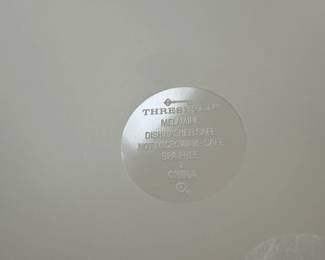 THRESHOLD
MELAMINE
DISHWASHER SAFE
NOT MICROWAVE SAFE
BPA FREE
CHINA